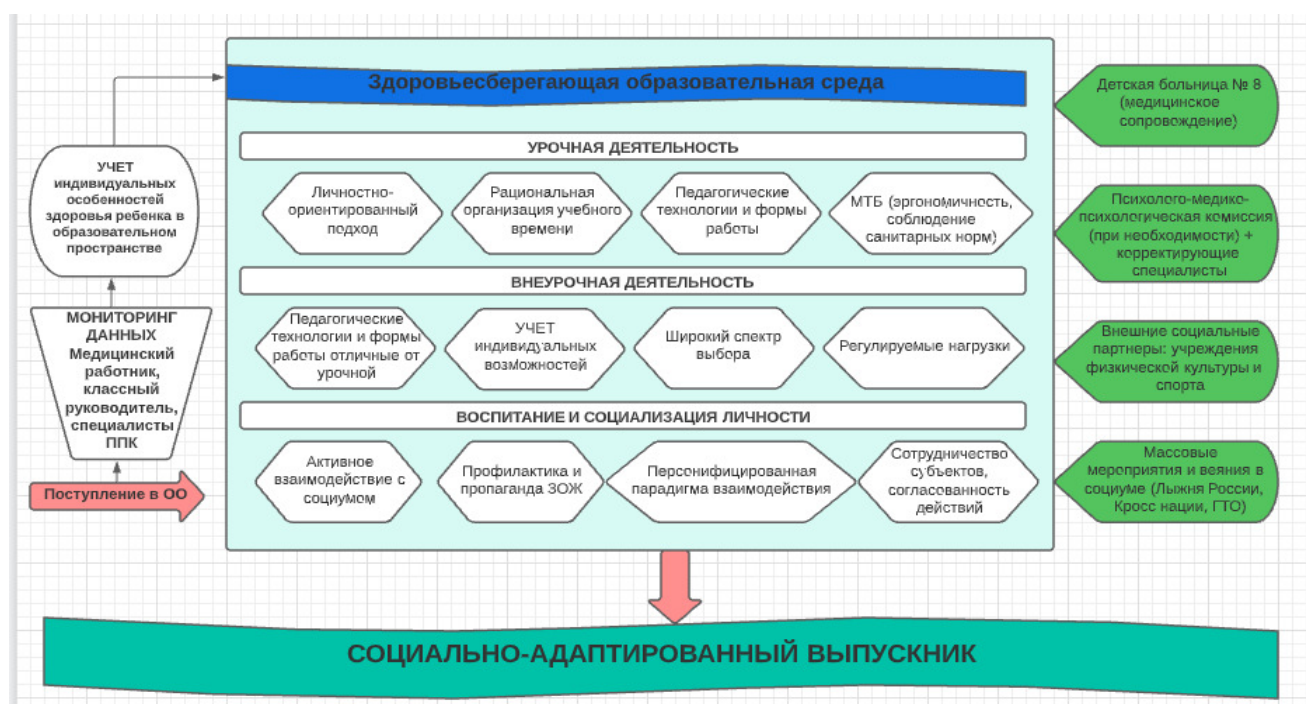 Здоровьесберегающая образовательная среда
УЧЕТ
индивидуальных
особенностей
здоровья ребенка в
образовательном
пространстве
МОНИТОРИНГ
ДАННЫХ
Медицинский
работник,
классный
руководитель,
специалисты
ППК
Поступление в ОО
УРОЧНАЯ ДЕЯТЕЛЬНОСТЬ
Личностно-
ориентированный
подход
Рациональная
организация учебного
времени
Педагогические
технологии и формы
работы
МТБ (эргономичность,
соблюдение
санитарных норм)
ВНЕУРОЧНАЯ ДЕЯТЕЛЬНОСТЬ
Педагогические
технологии и формы
работы отличные от
урочной
УЧЕТ
индивидуальных
возможностей
Широкий спектр
выбора
Регулируемые нагрузки
ВОСПИТАНИЕ И СОЦИАЛИЗАЦИЯ ЛИЧНОСТИ
Активное
взаимодействие с
социумом
Профилактика и
пропаганда ЗОЖ
Персонифицированная
парадигма взаимодействия
Сотрудничество
субъектов,
согласованность
действий
Детская больница № 8
(медицинское
сопровождение)
Психолого-медико-
психологическая комиссия
(при необходимости) +
корректирующие
специалисты
Внешние социальные
партнеры: учреждения
физической культуры и
спорта
Массовые
мероприятия и веяния в
социуме (Лыжня России,
Кросс нации, ГТО)
СОЦИАЛЬНО-АДАПТИРОВАННЫЙ ВЫПУСКНИК